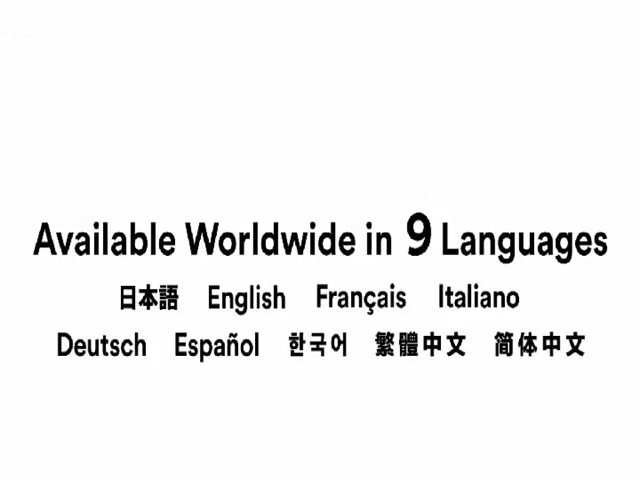 Available Worldwide in 9 Languages
日本語 English Français Italiano
Deutsch Español 한국어 繁體中文 简体中文